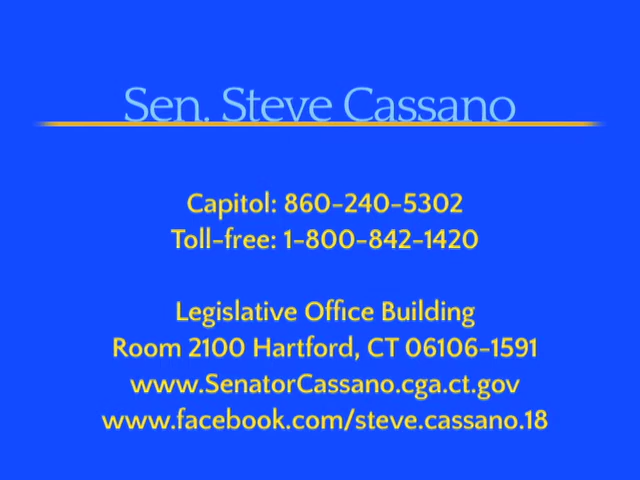 Sen. Steve Cassano
Capitol: 860-240-5302
Toll-free: 1-800-842-1420
Legislative Office Building
Room 2100 Hartford, CT 06106-1591
www.SenatorCassano.cga.ct.gov
www.facebook.com/steve.cassano.18